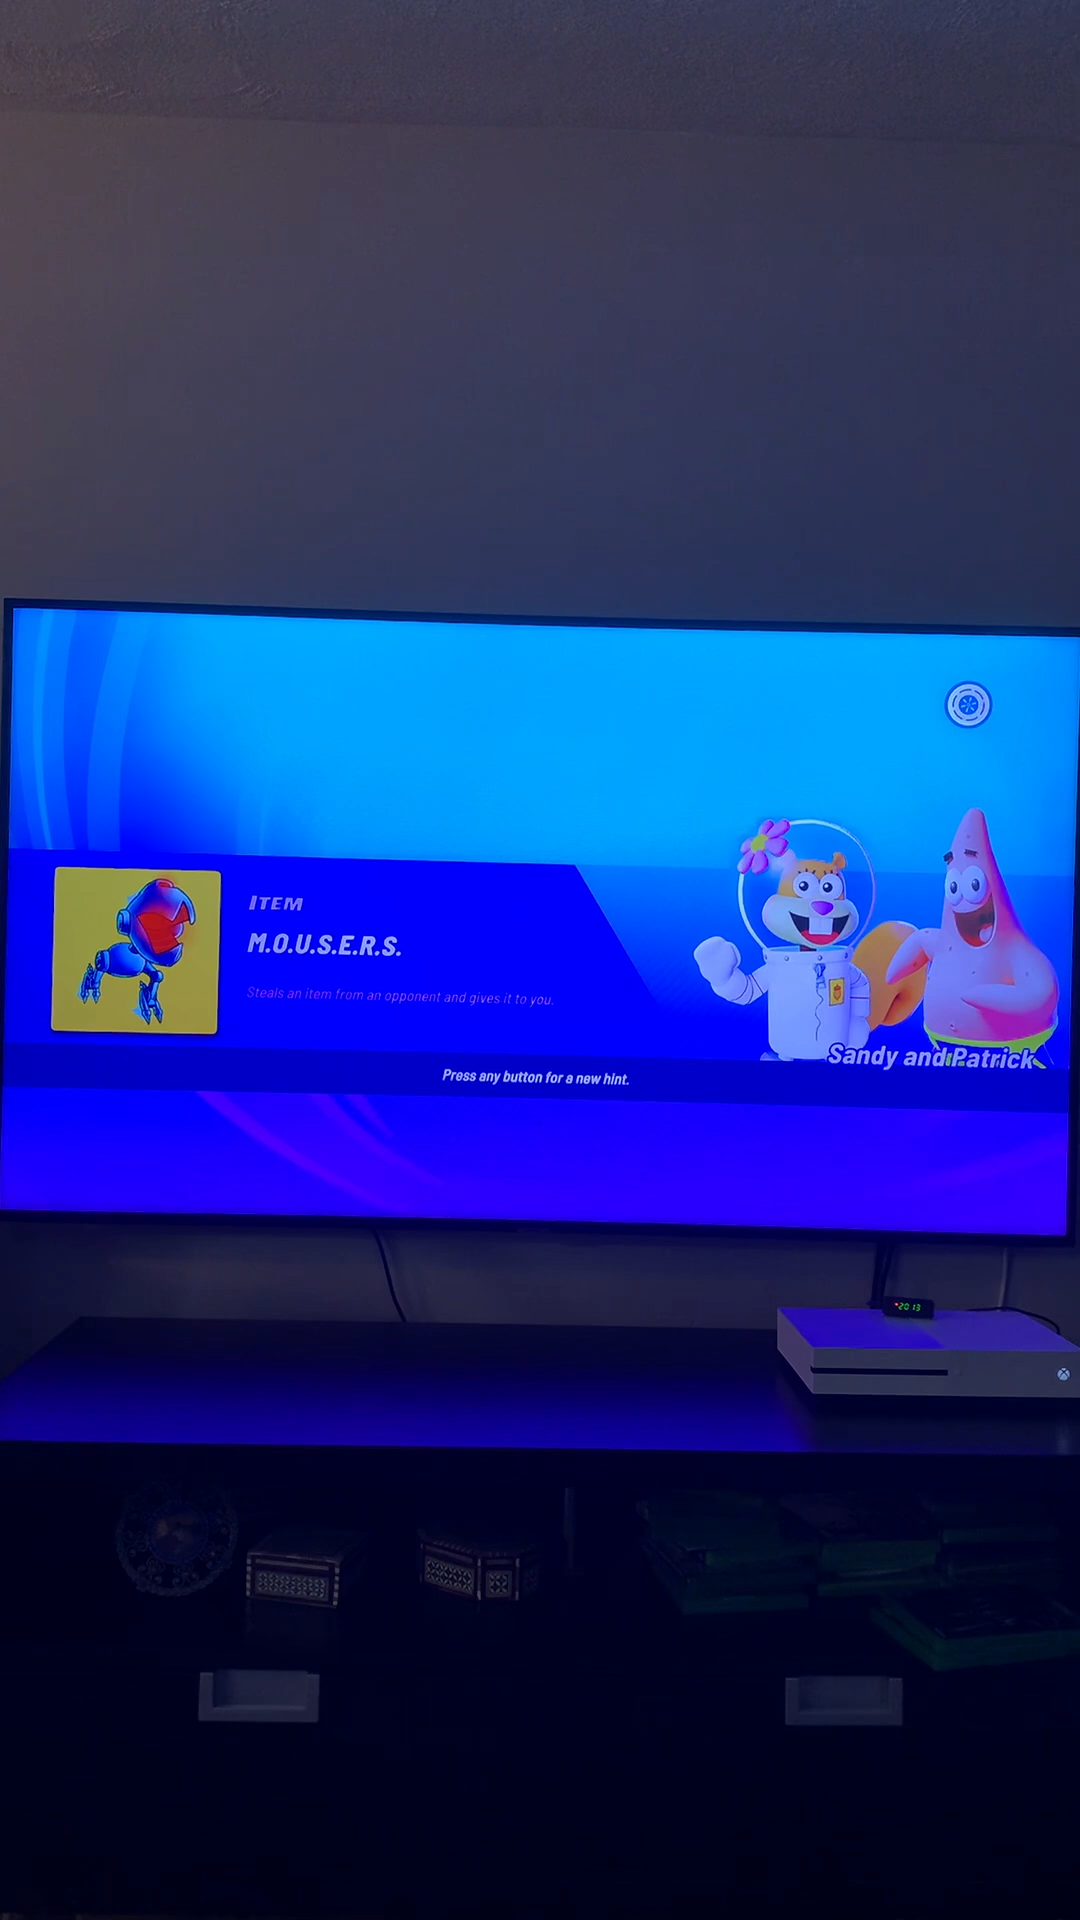 ITEM
M.O.U.S.E.R.S.
Steals an item from an opponent and gives it to you.
Sandy and Patrick
Press any button for a new hint.
2013